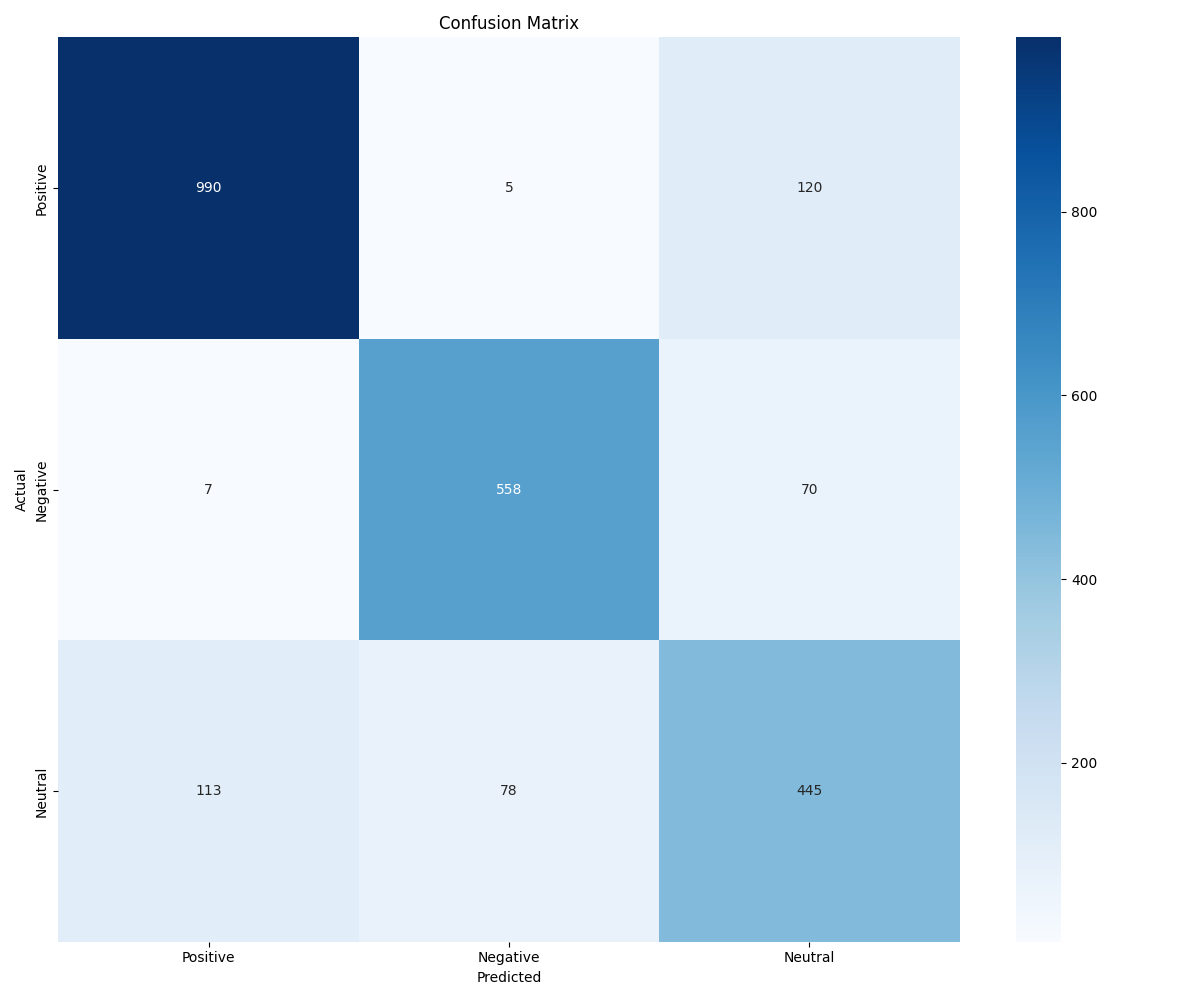 Confusion Matrix
Positive
990
5
120
800
600
Actual
Negative
7
558
70
400
200
Neutral
113
78
445
Positive
Negative
Neutral
Predicted